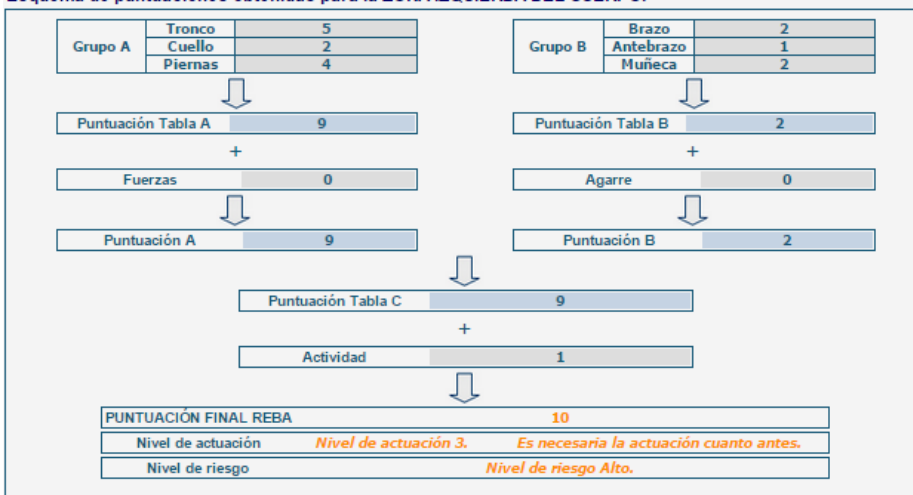 Grupo A Tronco 5 Grupo B Brazo 2
Cuello 2 Antebrazo 1
Piernas 4 Muñeca 2
Puntuación Tabla A 9 Puntuación Tabla B 2
+ +
Fuerzas 0 Agarre 0
Puntuación A 9 Puntuación B 2
Puntuación Tabla C 9
+
Actividad 1
PUNTUACIÓN FINAL REBA 10
Nivel de actuación Nivel de actuación 3. Es necesaria la actuación cuanto antes.
Nivel de riesgo Nivel de riesgo Alto.